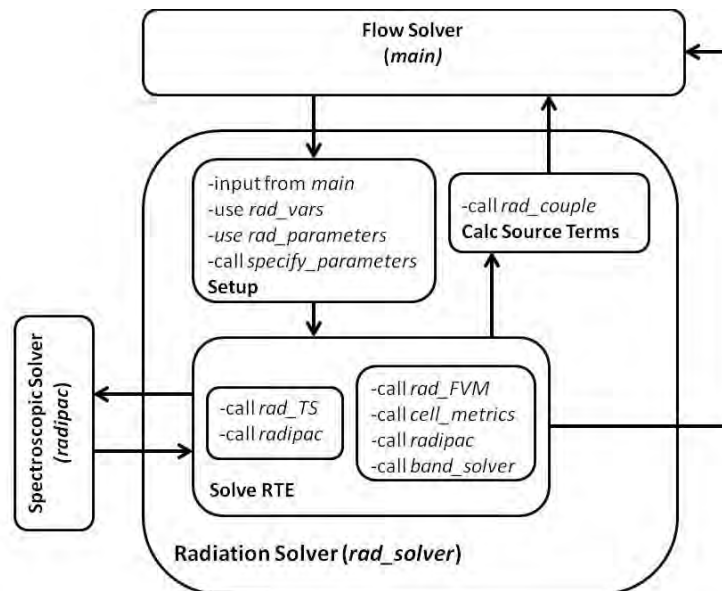 Flow Solver
(main)
-input from main
-use rad_vars
-use rad_parameters
-call specify_parameters
Setup
-call rad_couple
Calc Source Terms
Spectroscopic Solver
(radipac)
-call rad_TS
-call radipac
-call rad_FVM
-call cell_metrics
-call radipac
-call band_solver
Solve RTE
Radiation Solver (rad_solver)